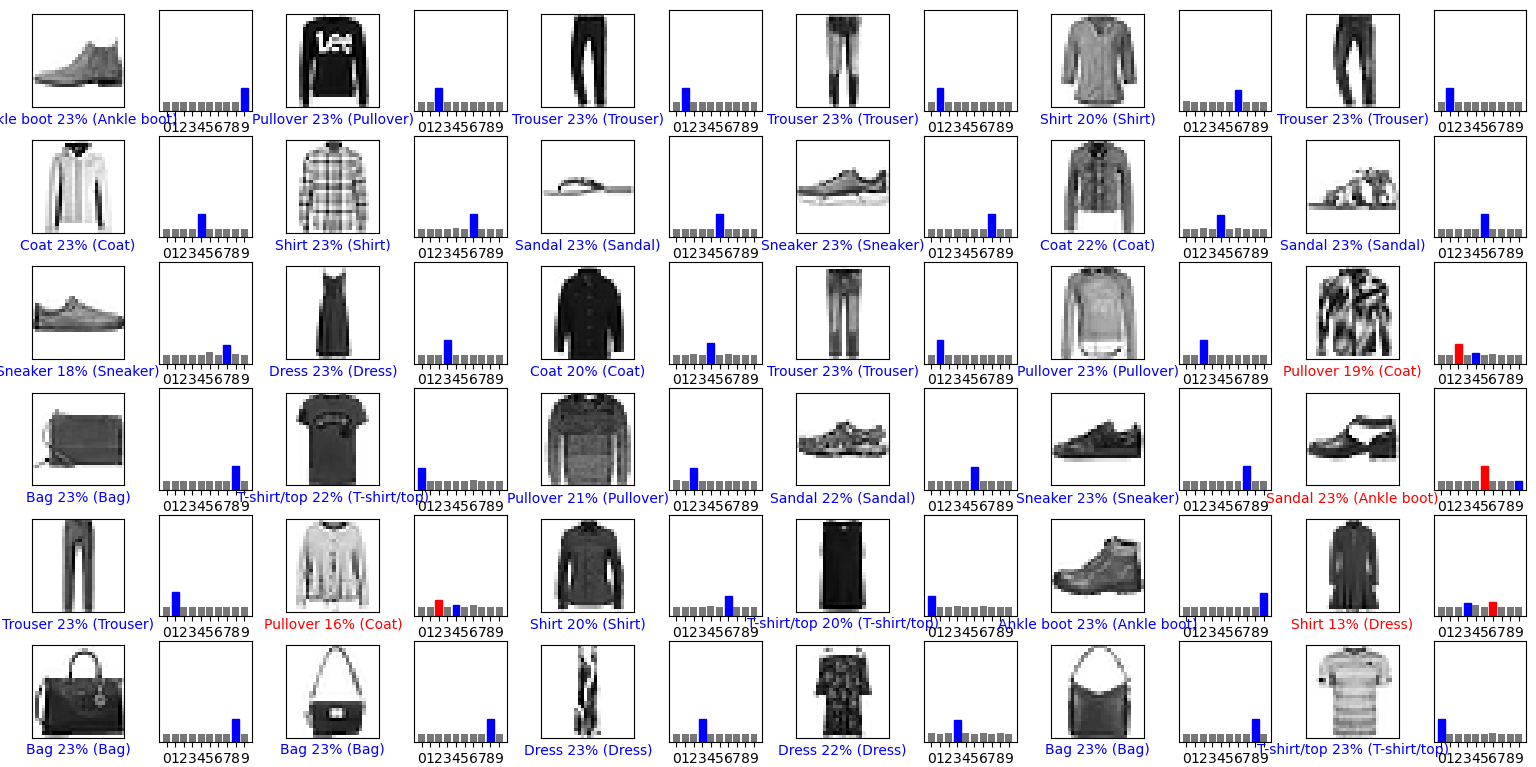 Lee
kle boot 23% (Ankle boot) 0123456789 Pullover 23% (Pullover) 0123456789 Trouser 23% (Trouser) 0123456789 Trouser 23% (Trouser) 0123456789 Shirt 20% (Shirt) 0123456789 Trouser 23% (Trouser) 0123456789
Coat 23% (Coat) 0123456789 Shirt 23% (Shirt) 0123456789 Sandal 23% (Sandal) 0123456789 Sneaker 23% (Sneaker) 0123456789 Coat 22% (Coat) 0123456789 Sandal 23% (Sandal) 0123456789
Sneaker 18% (Sneaker) 0123456789 Dress 23% (Dress) 0123456789 Coat 20% (Coat) 0123456789 Trouser 23% (Trouser) 0123456789 Pullover 23% (Pullover) 0123456789 Pullover 19% (Coat) 0123456789
Bag 23% (Bag) 0123456789 T-shirt/top 22% (T-shirt/top) 0123456789 Pullover 21% (Pullover) 0123456789 Sandal 22% (Sandal) 0123456789 Sneaker 23% (Sneaker) 0123456789 Sandal 23% (Ankle boot) 0123456789
Trouser 23% (Trouser) 0123456789 Pullover 16% (Coat) 0123456789 Shirt 20% (Shirt) 0123456789 T-shirt/top 20% (T-shirt/top) 0123456789 Ankle boot 23% (Ankle boot) 0123456789 Shirt 13% (Dress) 0123456789
Bag 23% (Bag) 0123456789 Bag 23% (Bag) 0123456789 Dress 23% (Dress) 0123456789 Dress 22% (Dress) 0123456789 Bag 23% (Bag) 0123456789 T-shirt/top 23% (T-shirt/top) 0123456789